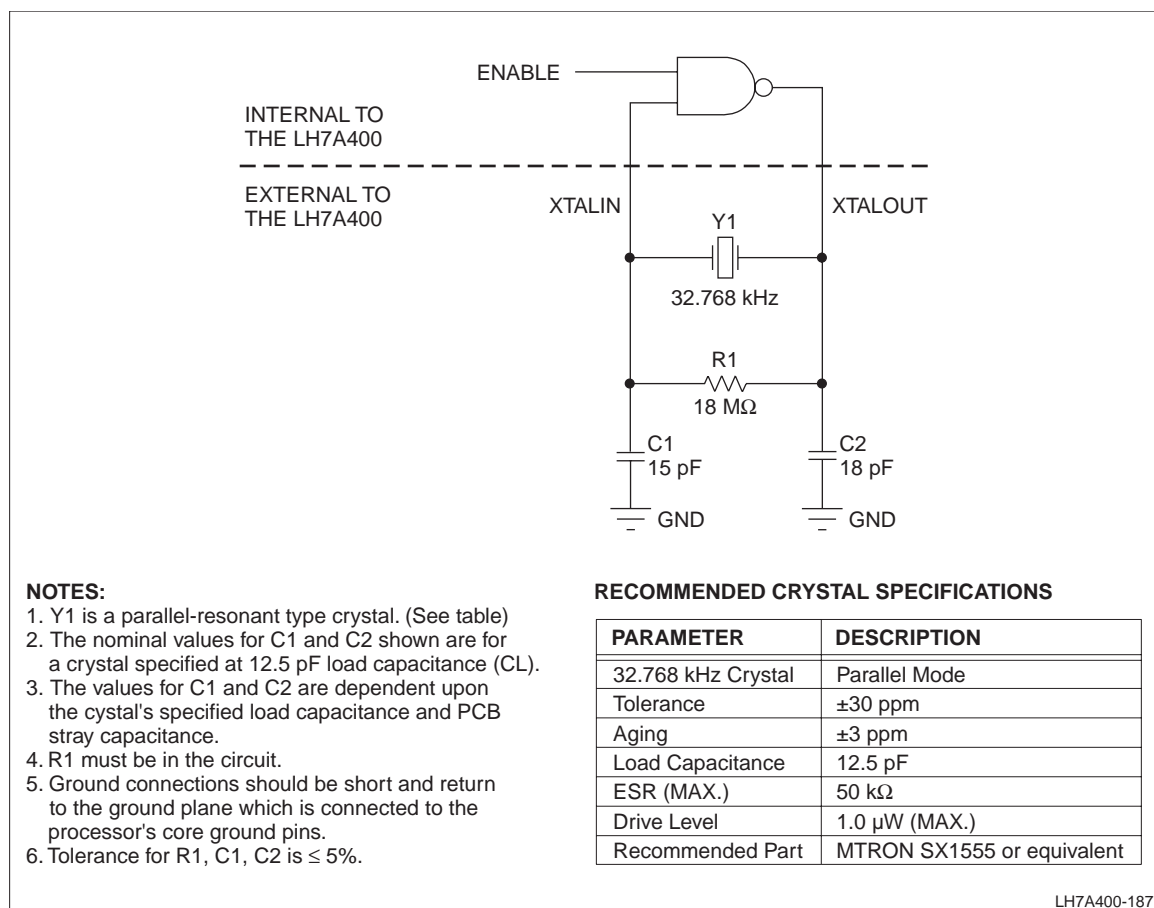 ENABLE
INTERNAL TO
THE LH7A400
EXTERNAL TO
THE LH7A400
XTALIN
XTALOUT
Y1
32.768 kHz
R1
18 MΩ
C1
15 pF
C2
18 pF
GND
GND
NOTES:
1. Y1 is a parallel-resonant type crystal. (See table)
2. The nominal values for C1 and C2 shown are for
a crystal specified at 12.5 pF load capacitance (CL).
3. The values for C1 and C2 are dependent upon
the cystal's specified load capacitance and PCB
stray capacitance.
4. R1 must be in the circuit.
5. Ground connections should be short and return
to the ground plane which is connected to the
processor's core ground pins.
6. Tolerance for R1, C1, C2 is ≤ 5%.
RECOMMENDED CRYSTAL SPECIFICATIONS
PARAMETER DESCRIPTION
32.768 kHz Crystal Parallel Mode
Tolerance ±30 ppm
Aging ±3 ppm
Load Capacitance 12.5 pF
ESR (MAX.) 50 kΩ
Drive Level 1.0 µW (MAX.)
Recommended Part MTRON SX1555 or equivalent
LH7A400-187